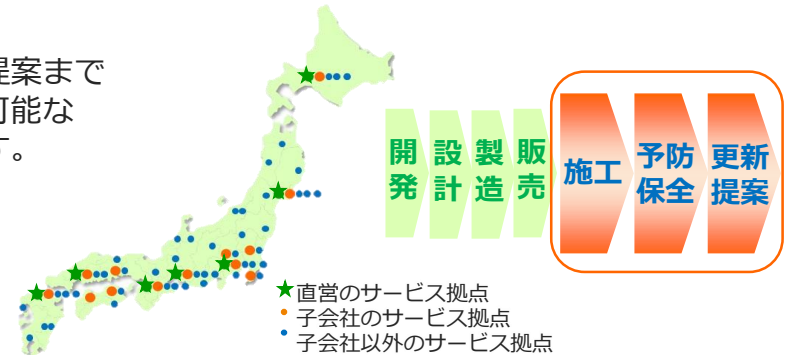 提案まで
可能な
す。
開発
設計
製造
販売
施工
予防
保全
更新
提案
直営のサービス拠点
子会社のサービス拠点
子会社以外のサービス拠点